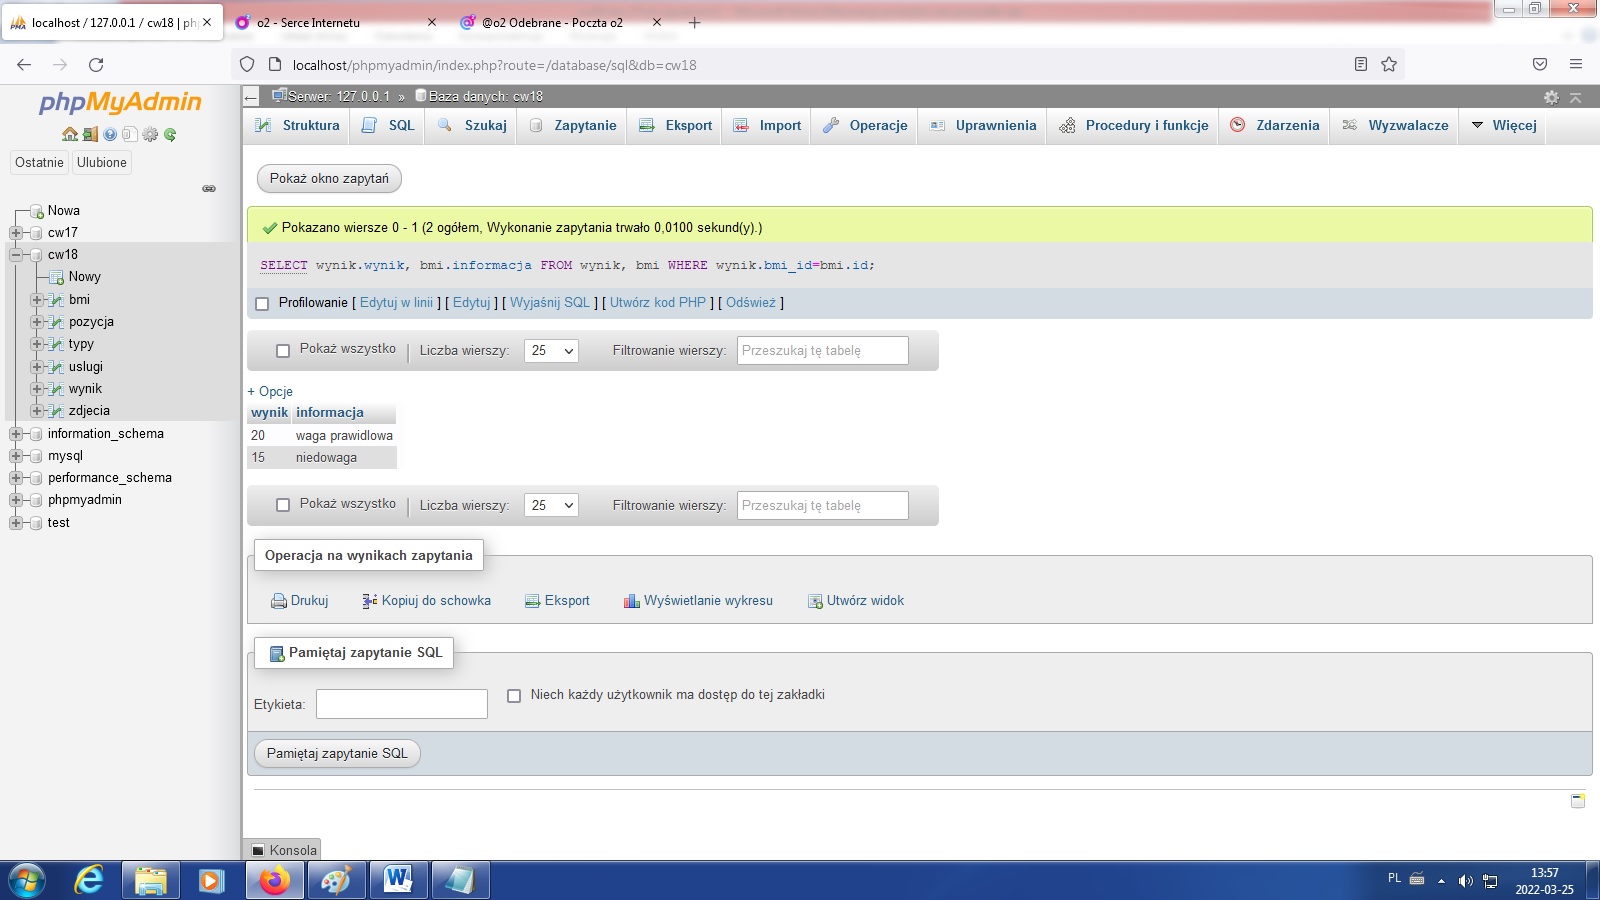 localhost / 127.0.0.1 / cw18 | ph
o2 - Serce Internetu
@o2 Odebrane - Poczta o2
localhost/phpmyadmin/index.php?route=/database/sql&db=cw18
phpMyAdmin
Ostatnie
Ulubione
Nowa
cw17
cw18
Nowy
bmi
pozycja
typy
uslugi
wynik
zdjecia
information_schema
mysql
performance_schema
phpmyadmin
test
Serwer: 127.0.0.1 » Baza danych: cw18
Struktura SQL Szukaj Zapytanie Eksport Import Operacje Uprawnienia Procedury i funkcje Zdarzenia Wyzwalacze Więcej
Pokaż okno zapytań
Pokazano wiersze 0 - 1 (2 ogółem, Wykonanie zapytania trwało 0,0100 sekund(y).)
SELECT wynik.wynik, bmi.informacja FROM wynik, bmi WHERE wynik.bmi_id=bmi.id;
Profilowanie [ Edytuj w linii ] [ Edytuj ] [ Wyjaśnij SQL ] [ Utwórz kod PHP ] [ Odśwież ]
Pokaż wszystko | Liczba wierszy: 25 Filtrowanie wierszy: Przeszukaj tę tabelę
+ Opcje
wynik informacja
20 waga prawidlowa
15 niedowaga
Pokaż wszystko | Liczba wierszy: 25 Filtrowanie wierszy: Przeszukaj tę tabelę
Operacja na wynikach zapytania
Drukuj Kopiuj do schowka Eksport Wyświetlanie wykresu Utwórz widok
Pamiętaj zapytanie SQL
Etykieta: Niech każdy użytkownik ma dostęp do tej zakładki
Pamiętaj zapytanie SQL
Konsola
PL
13:57
2022-03-25